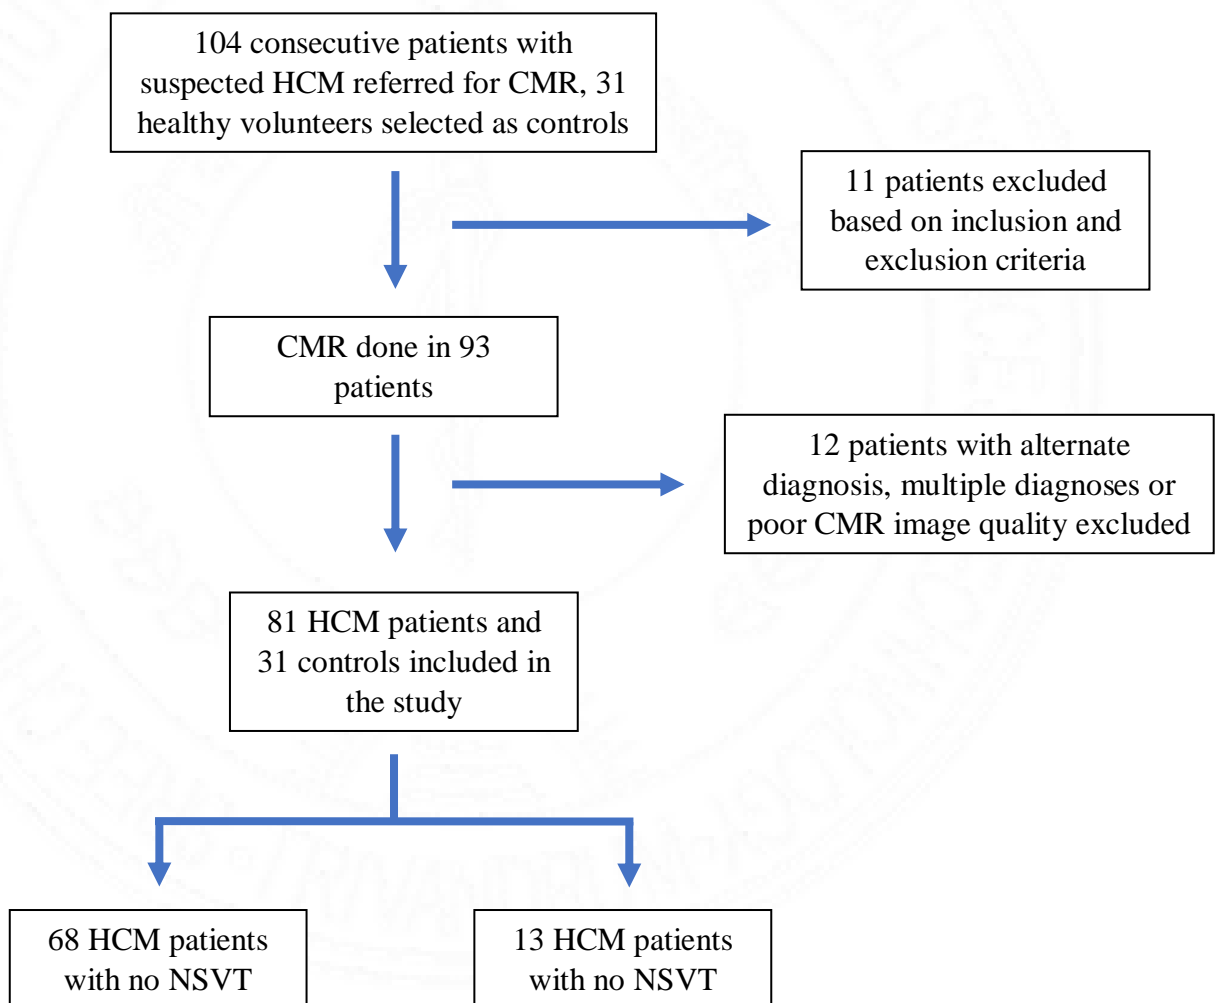 104 consecutive patients with
suspected HCM referred for CMR, 31
healthy volunteers selected as controls
11 patients excluded
based on inclusion and
exclusion criteria
CMR done in 93
patients
12 patients with alternate
diagnosis, multiple diagnoses or
poor CMR image quality excluded
81 HCM patients and
31 controls included in
the study
68 HCM patients
with no NSVT
13 HCM patients
with no NSVT